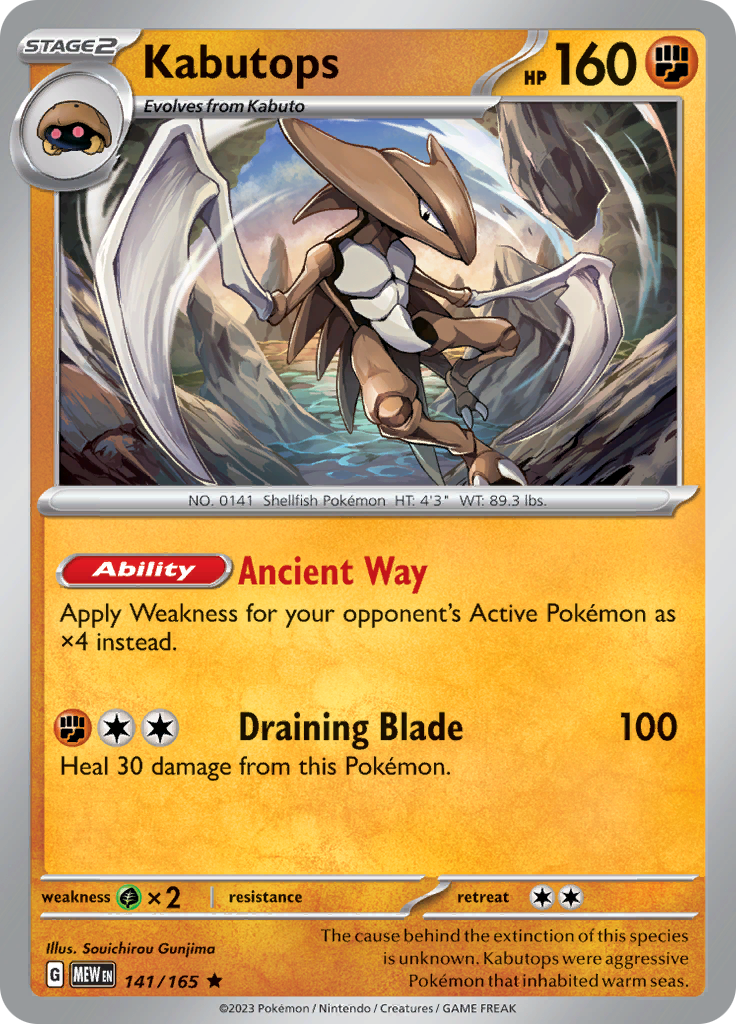 STAGE2
Kabutops
HP 160
Evolves from Kabuto
NO. 0141 Shellfish Pokémon HT: 4'3" WT: 89.3 lbs.
Ability Ancient Way
Apply Weakness for your opponent's Active Pokémon as
×4 instead.
Draining Blade 100
Heal 30 damage from this Pokémon.
weakness ×2 resistance retreat
Illus. Souichirou Gunjima
The cause behind the extinction of this species
is unknown. Kabutops were aggressive
Pokémon that inhabited warm seas.
G MEW EN 141/165 ★
©2023 Pokémon / Nintendo / Creatures / GAME FREAK